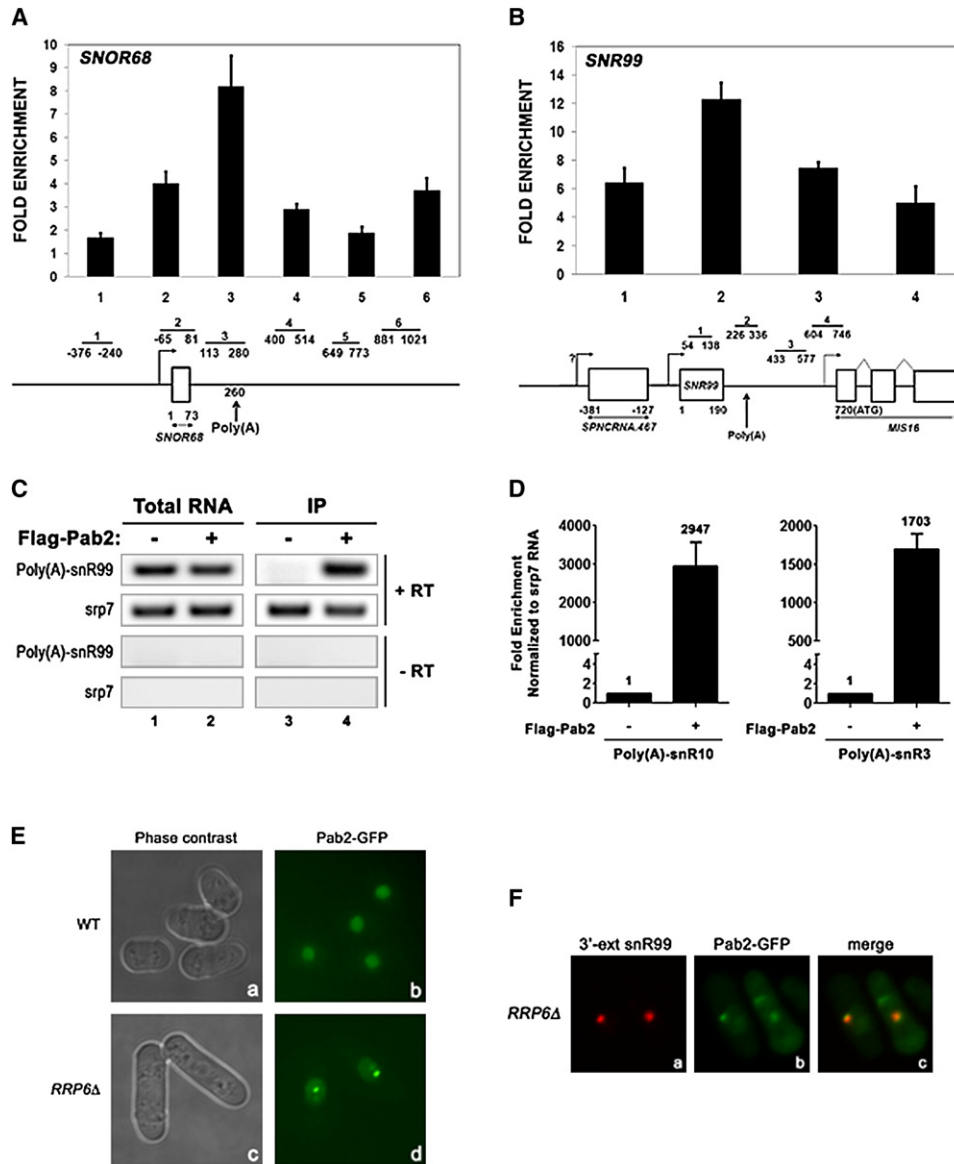 A
SNOR68
FOLD ENRICHMENT
10
9
8
7
6
5
4
3
2
1
0
1 2 3 4 5 6
1
-376 -240
2
-65 81
3
113 280
4
400 514
5
649 773
6
881 1021
1 73
SNOR68
260
Poly(A)
B
SNR99
FOLD ENRICHMENT
16
14
12
10
8
6
4
2
0
1 2 3 4
1
54 138
2
226 336
3
433 577
4
604 746
?
SNR99
-381 -127
SPNCRNA.467
1 190
Poly(A)
720(ATG)
MIS16
C
Total RNA IP
Flag-Pab2: - + - +
Poly(A)-snR99
srp7
+ RT
Poly(A)-snR99
srp7
- RT
1 2 3 4
D
Fold Enrichment
Normalized to srp7 RNA
4000
3000
2000
1000
4
2
0
1
2947
Flag-Pab2 - +
Poly(A)-snR10
2000
1500
1000
500
4
2
0
1
1703
Flag-Pab2 - +
Poly(A)-snR3
E
Phase contrast Pab2-GFP
WT
a b
RRP6Δ
c d
F
3'-ext snR99 Pab2-GFP merge
RRP6Δ
a b c